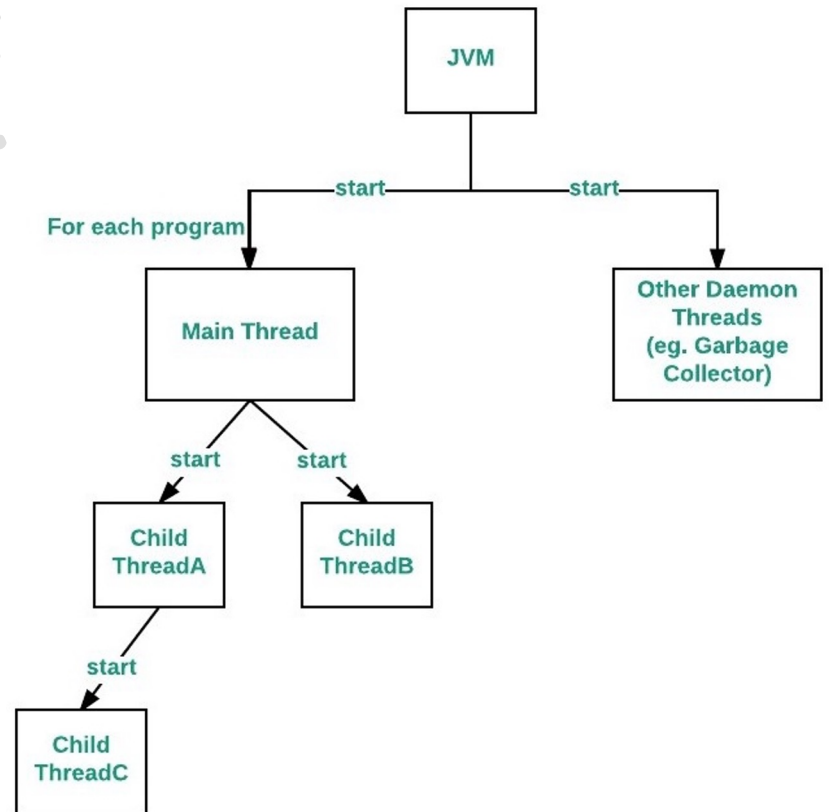 JVM
start
start
For each program
Main Thread
Other Daemon
Threads
(eg. Garbage
Collector)
start
start
Child
ThreadA
Child
ThreadB
start
Child
ThreadC